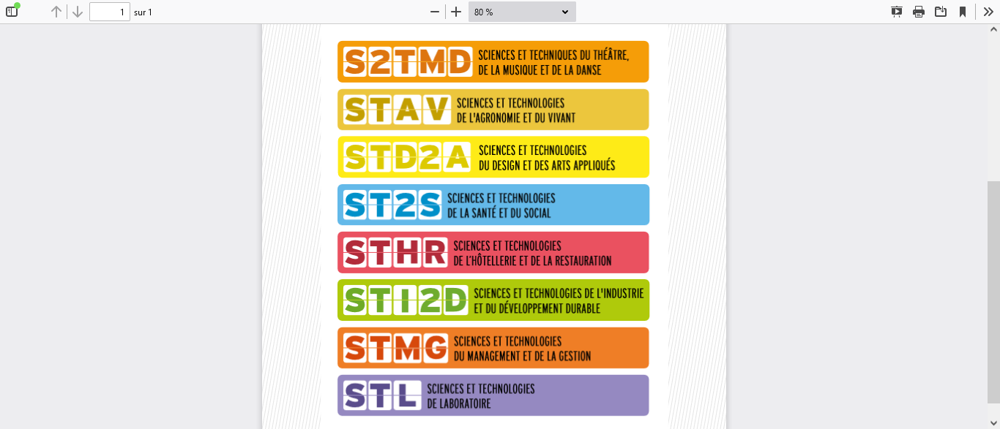 1 sur 1 80 %
S2TMD SCIENCES ET TECHNIQUES DU THÉÂTRE,
DE LA MUSIQUE ET DE LA DANSE
STAV SCIENCES ET TECHNOLOGIES
DE L'AGRONOMIE ET DU VIVANT
STD2A SCIENCES ET TECHNOLOGIES
DU DESIGN ET DES ARTS APPLIQUÉS
ST2S SCIENCES ET TECHNOLOGIES
DE LA SANTÉ ET DU SOCIAL
STHR SCIENCES ET TECHNOLOGIES
DE L'HÔTELLERIE ET DE LA RESTAURATION
STI2D SCIENCES ET TECHNOLOGIES DE L'INDUSTRIE
ET DU DÉVELOPPEMENT DURABLE
STMG SCIENCES ET TECHNOLOGIES
DU MANAGEMENT ET DE LA GESTION
STL SCIENCES ET TECHNOLOGIES
DE LABORATOIRE